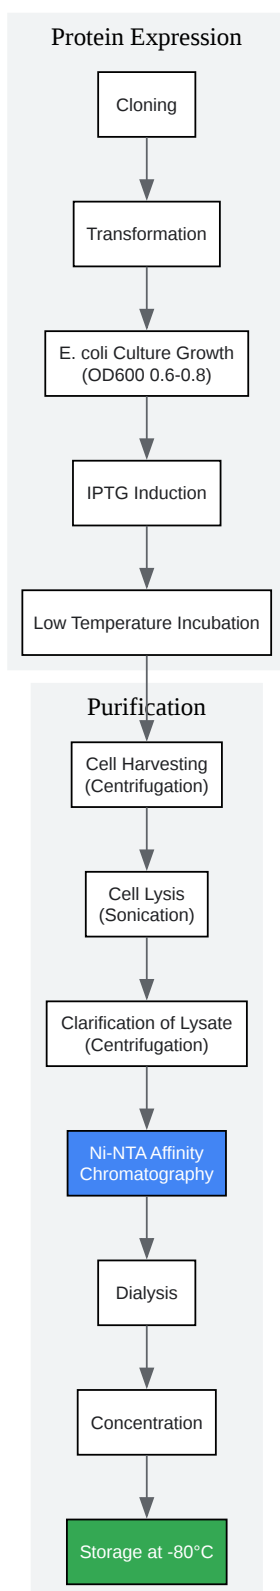 Protein Expression
Cloning
Transformation
E. coli Culture Growth
(OD600 0.6-0.8)
IPTG Induction
Low Temperature Incubation
Purification
Cell Harvesting
(Centrifugation)
Cell Lysis
(Sonication)
Clarification of Lysate
(Centrifugation)
Ni-NTA Affinity
Chromatography
Dialysis
Concentration
Storage at -80°C